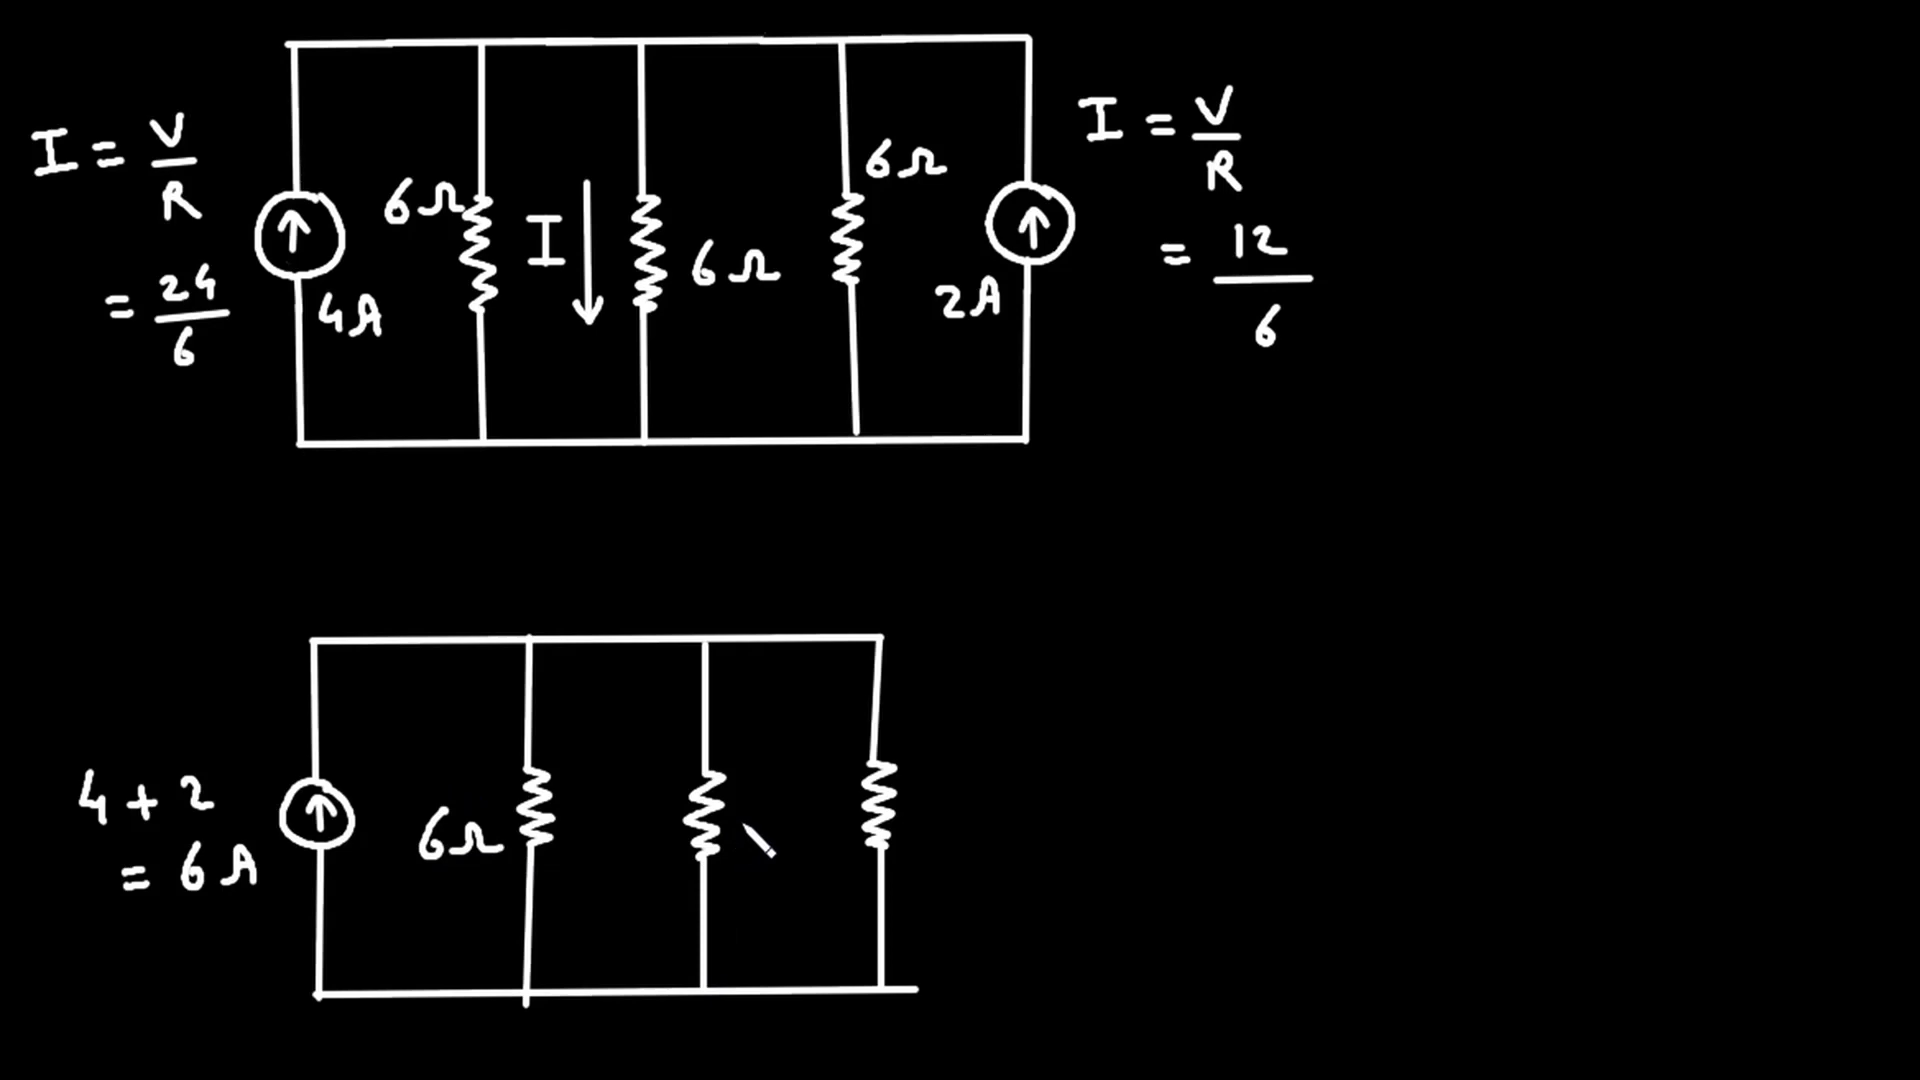 I = V/R
= 24/6
4A
6Ω
I
6Ω
6Ω
2A
I = V/R
= 12/6
4 + 2
= 6A
6Ω